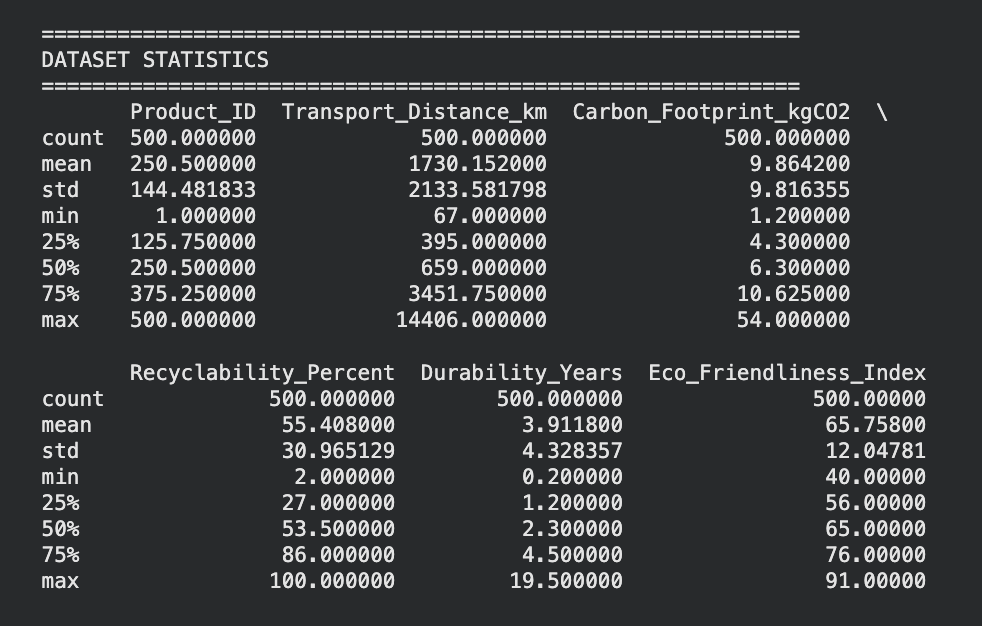 ============================================================
DATASET STATISTICS
============================================================
       Product_ID  Transport_Distance_km  Carbon_Footprint_kgCO2  \
count  500.000000             500.000000              500.000000
mean   250.500000            1730.152000                9.864200
std    144.481833            2133.581798                9.816355
min      1.000000              67.000000                1.200000
25%    125.750000             395.000000                4.300000
50%    250.500000             659.000000                6.300000
75%    375.250000            3451.750000               10.625000
max    500.000000           14406.000000               54.000000

       Recyclability_Percent  Durability_Years  Eco_Friendliness_Index
count             500.000000        500.000000               500.00000
mean               55.408000          3.911800                65.75800
std                30.965129          4.328357                12.04781
min                 2.000000          0.200000                40.00000
25%                27.000000          1.200000                56.00000
50%                53.500000          2.300000                65.00000
75%                86.000000          4.500000                76.00000
max               100.000000         19.500000                91.00000